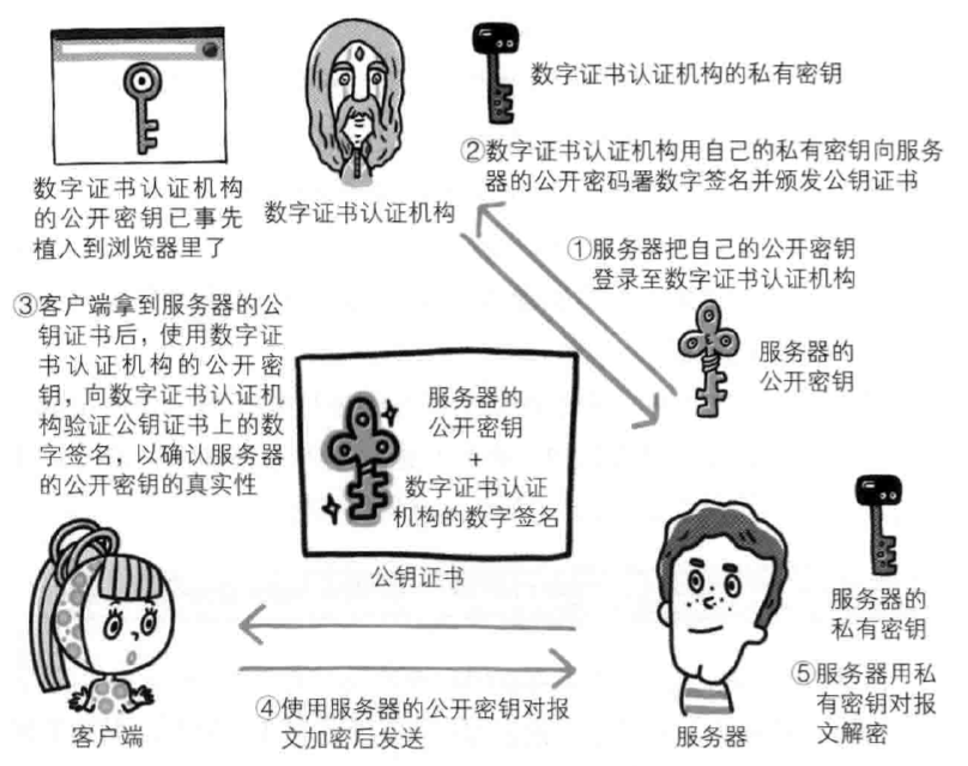 数字证书认证机构的私有密钥
②数字证书认证机构用自己的私有密钥向服务
器的公开密码署数字签名并颁发公钥证书
数字证书认证机构
的公开密钥已事先
植入到浏览器里了
数字证书认证机构
①服务器把自己的公开密钥
登录至数字证书认证机构
③客户端拿到服务器的公
钥证书后，使用数字证
书认证机构的公开密
钥，向数字证书认证机
构验证公钥证书上的数
字签名，以确认服务器
的公开密钥的真实性
服务器的
公开密钥
服务器的
公开密钥
+
数字证书认证
机构的数字签名
公钥证书
服务器的
私有密钥
⑤服务器用私
有密钥对报
文解密
④使用服务器的公开密钥对报
文加密后发送
客户端
服务器